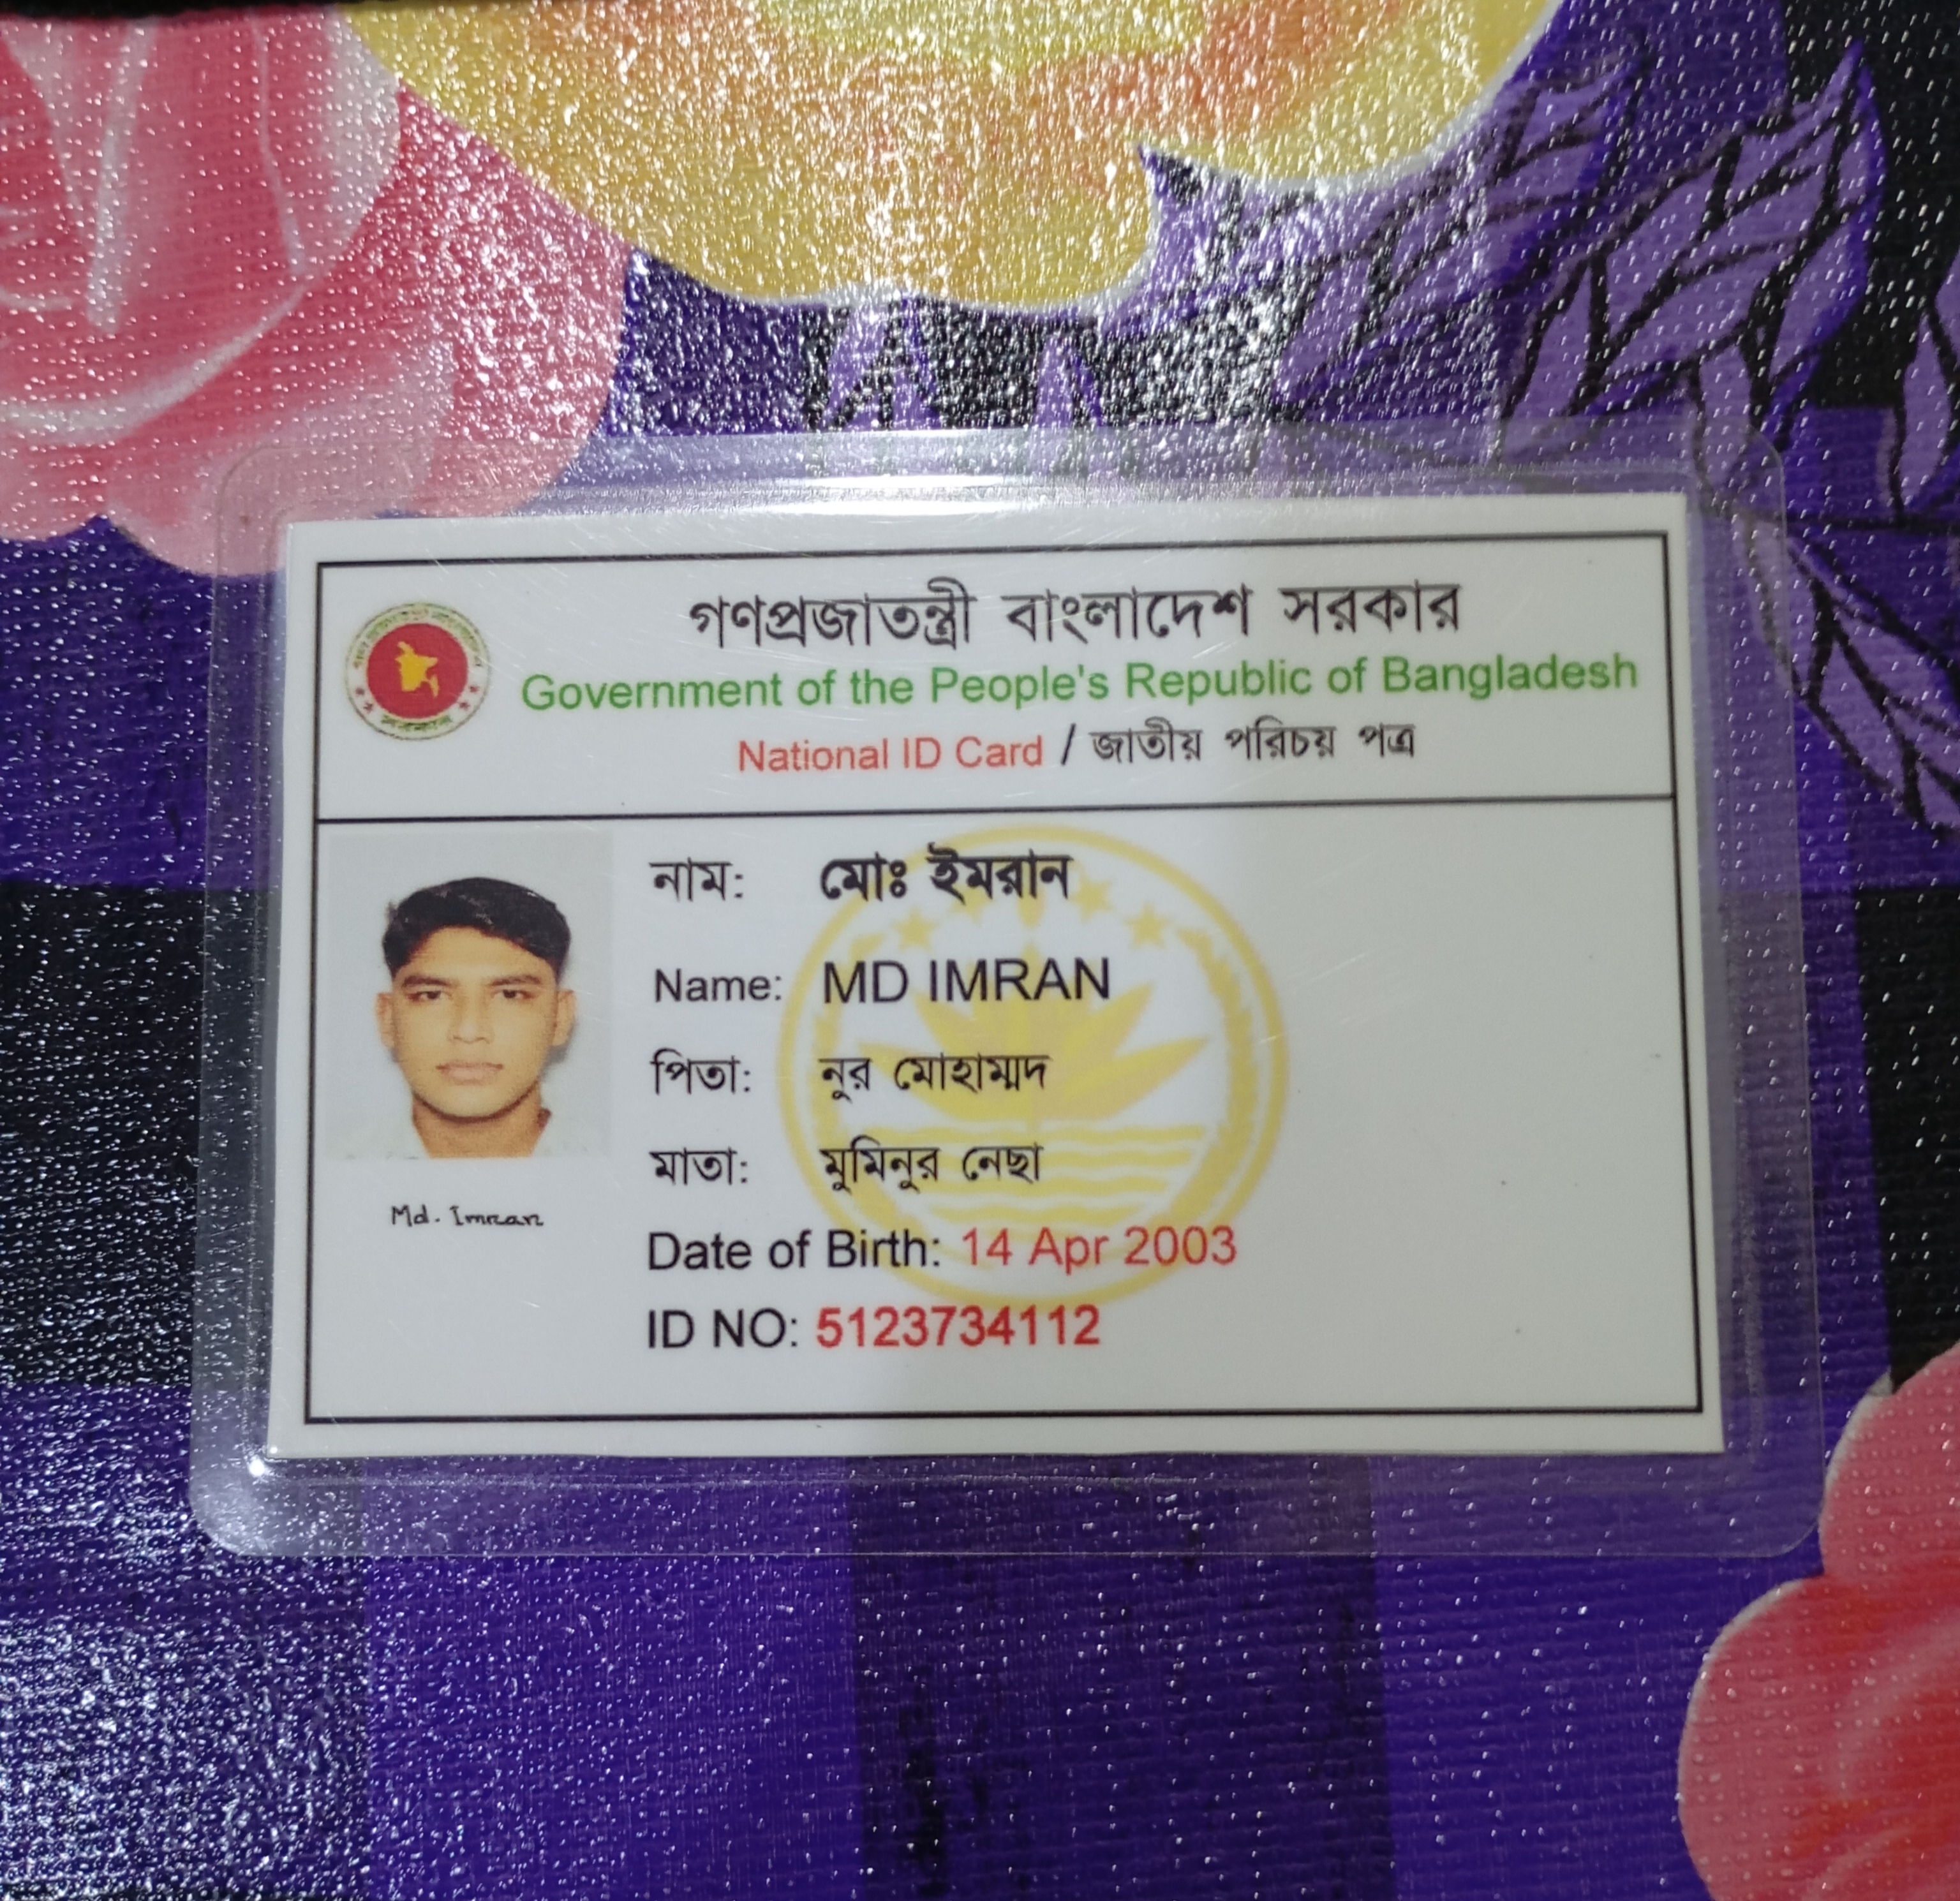 গণপ্রজাতন্ত্রী বাংলাদেশ সরকার
Government of the People's Republic of Bangladesh
National ID Card / জাতীয় পরিচয় পত্র
নাম: মোঃ ইমরান
Name: MD IMRAN
পিতা: নুর মোহাম্মদ
মাতা: মুমিনুর নেছা
Md. Imran
Date of Birth: 14 Apr 2003
ID NO: 5123734112